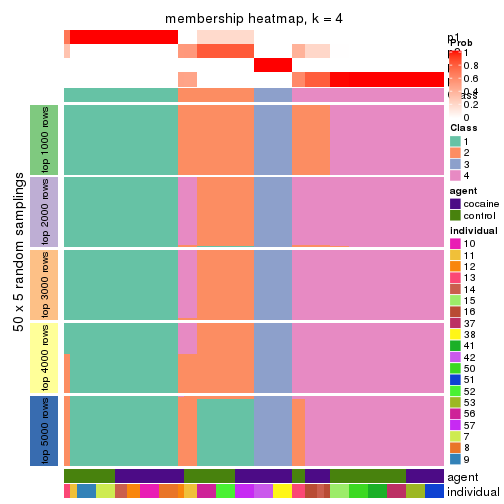 membership heatmap, k = 4
p1
Prob
1
0.8
0.6
0.4
0.2
0
Class
1
2
3
4
agent
cocaine
control
individual
10
11
12
13
14
15
16
37
38
41
42
50
51
52
53
56
57
7
8
9
50 x 5 random samplings
top 1000 rows
top 2000 rows
top 3000 rows
top 4000 rows
top 5000 rows
agent
individual